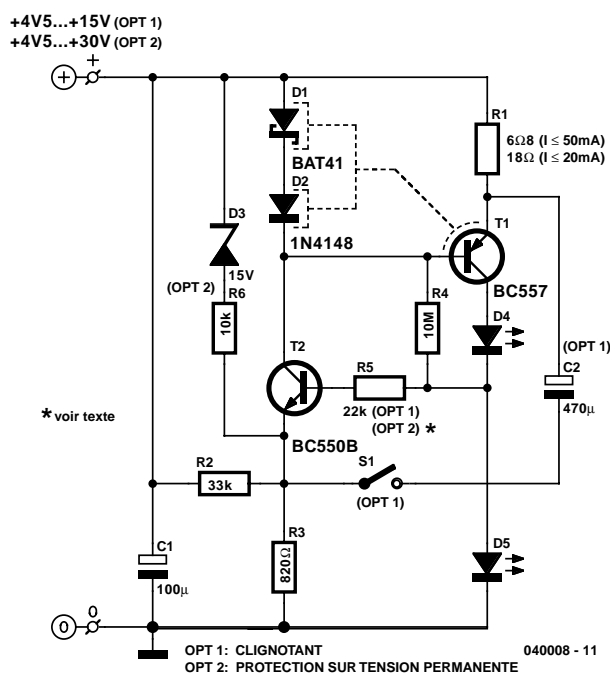 +4V5...+15V (OPT 1)
+4V5...+30V (OPT 2)
+
+
D1
BAT41
R1
6Ω8 (I ≤ 50mA)
18Ω (I ≤ 20mA)
D2
1N4148
T1
BC557
D3
15V
(OPT 2)
R6
10k
R4
10M
D4
(OPT 1)
C2
470µ
T2
BC550B
R5
22k (OPT 1)
(OPT 2) *
* voir texte
S1
(OPT 1)
R2
33k
R3
820Ω
C1
100µ
D5
0
0
OPT 1: CLIGNOTANT
040008 - 11
OPT 2: PROTECTION SUR TENSION PERMANENTE